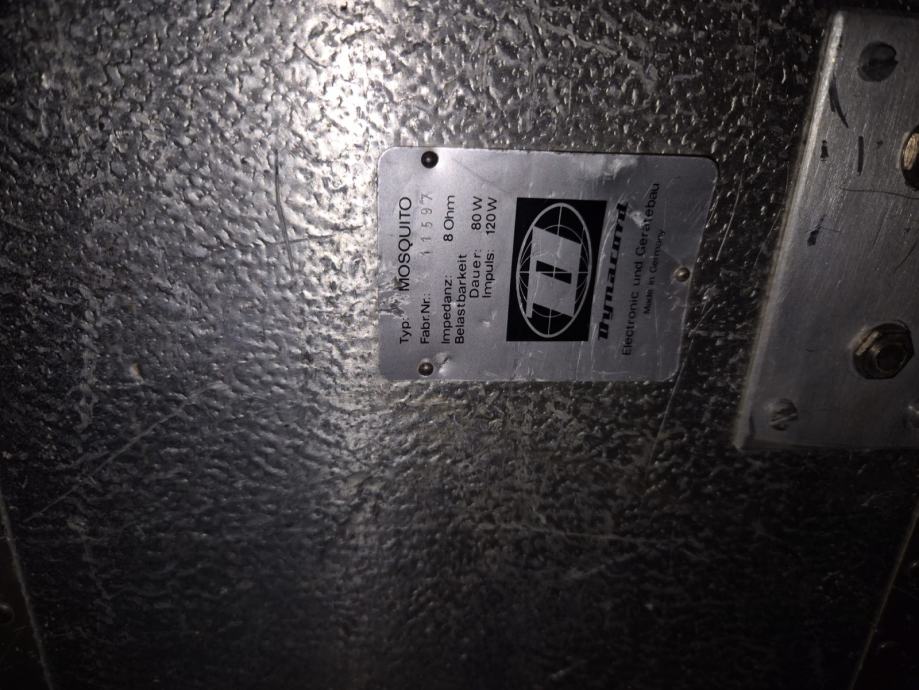 Typ: MOSQUITO
Fabr.Nr.: 11597
Impedanz: 8 Ohm
Belastbarkeit
Dauer: 80 W
Impuls: 120 W
Dynacord
Electronic und Gerätebau
Made in Germany